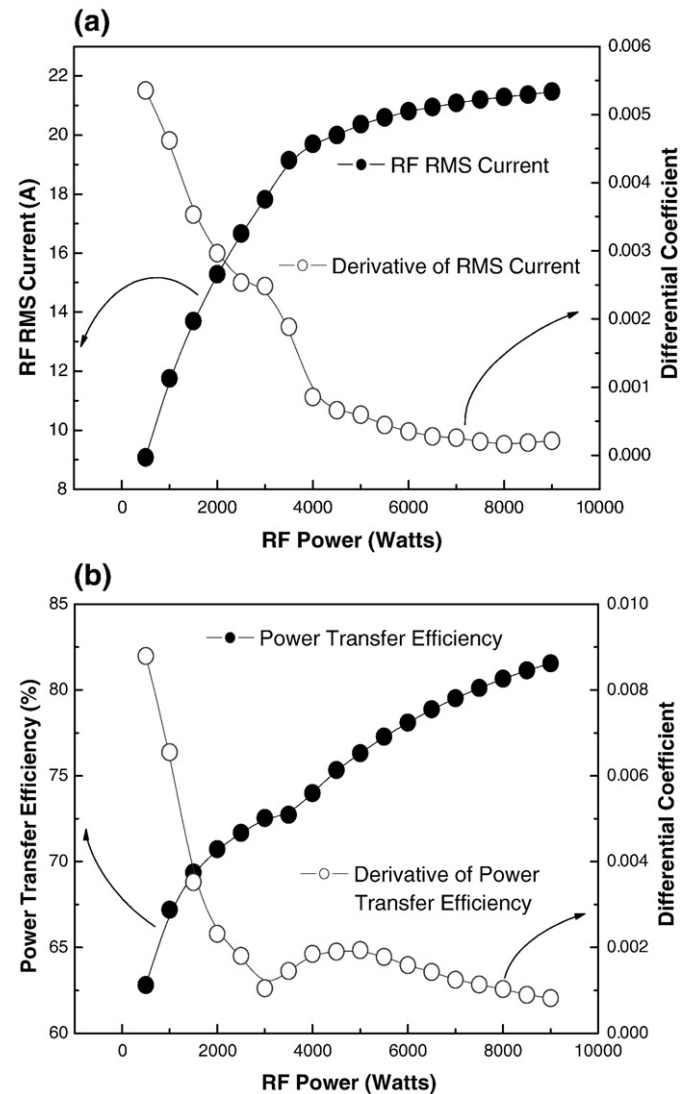 (a)
22
20
18
16
14
12
10
8
RF RMS Current (A)
0.006
0.005
0.004
0.003
0.002
0.001
0.000
Differential Coefficient
RF RMS Current
Derivative of RMS Current
0 2000 4000 6000 8000 10000
RF Power (Watts)
(b)
85
80
75
70
65
60
Power Transfer Efficiency (%)
0.010
0.008
0.006
0.004
0.002
0.000
Differential Coefficient
Power Transfer Efficiency
Derivative of Power
Transfer Efficiency
0 2000 4000 6000 8000 10000
RF Power (Watts)